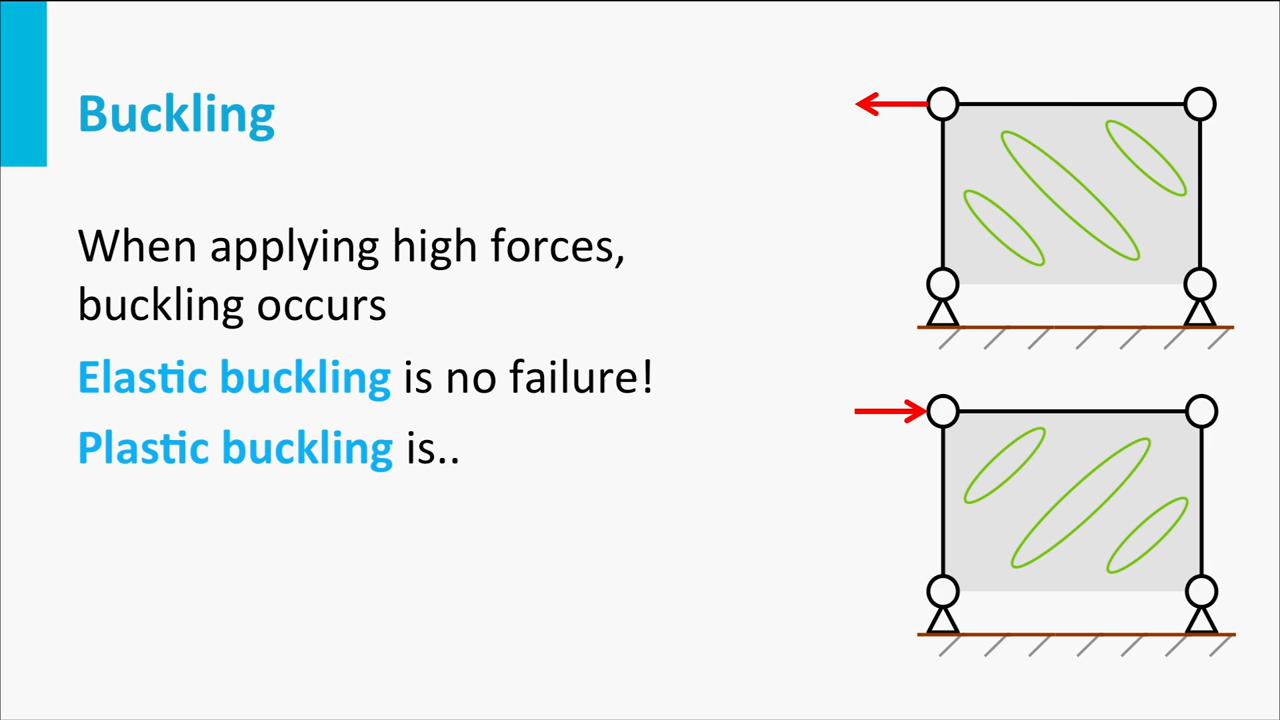 Buckling
When applying high forces,
buckling occurs
Elastic buckling is no failure!
Plastic buckling is..